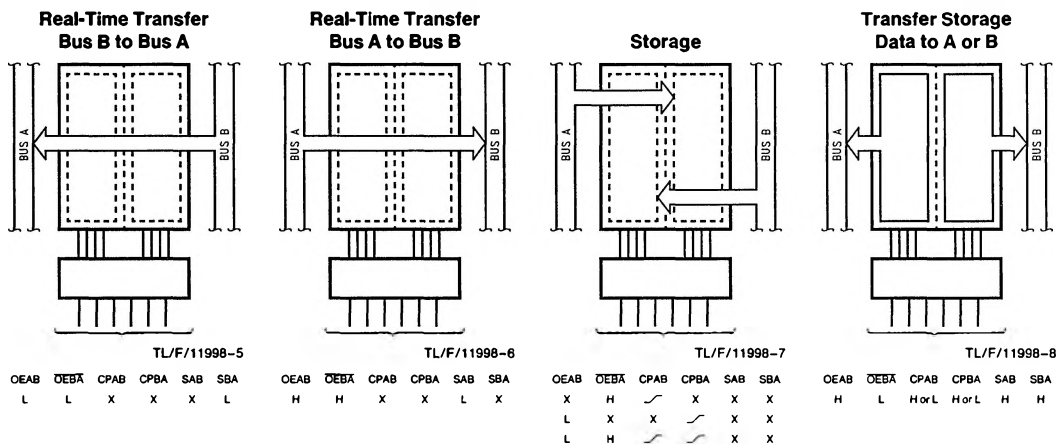 Real-Time Transfer
Bus B to Bus A
BUS A
BUS B
TL/F/11998–5
OEAB OEBA CPAB CPBA SAB SBA
L L X X X L
Real-Time Transfer
Bus A to Bus B
BUS A
BUS B
TL/F/11998–6
OEAB OEBA CPAB CPBA SAB SBA
H H X X L X
Storage
BUS A
BUS B
TL/F/11998–7
OEAB OEBA CPAB CPBA SAB SBA
X H X X X
L X X X X
L H X X
Transfer Storage
Data to A or B
BUS A
BUS B
TL/F/11998–8
OEAB OEBA CPAB CPBA SAB SBA
H L H or L H or L H H